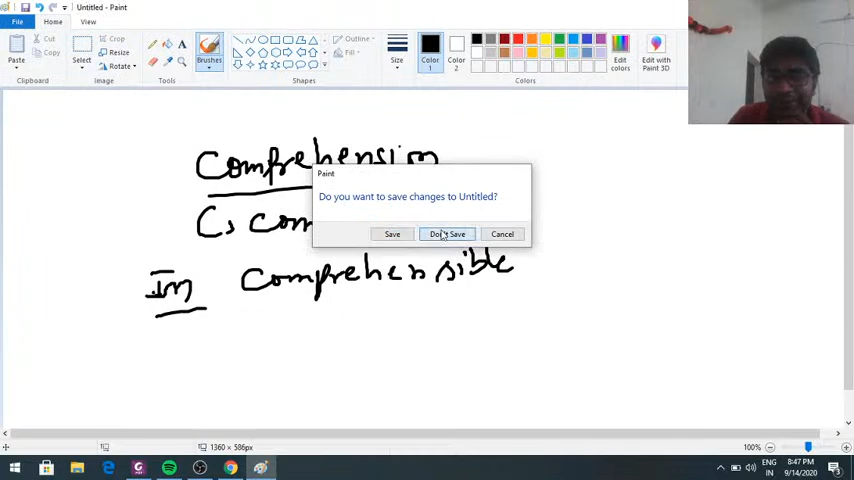 Untitled - Paint
File Home View
Paste
Cut
Copy
Clipboard
Select
Crop
Resize
Rotate
Image
Tools
Brushes
Shapes
Outline
Fill
Size
Color 1
Color 2
Colors
Edit colors
Edit with Paint 3D
Comprehension
Paint
Do you want to save changes to Untitled?
Save Don't Save Cancel
C, com
Im Comprehensible
1360 × 586px
100%
ENG
IN
8:47 PM
9/14/2020
3